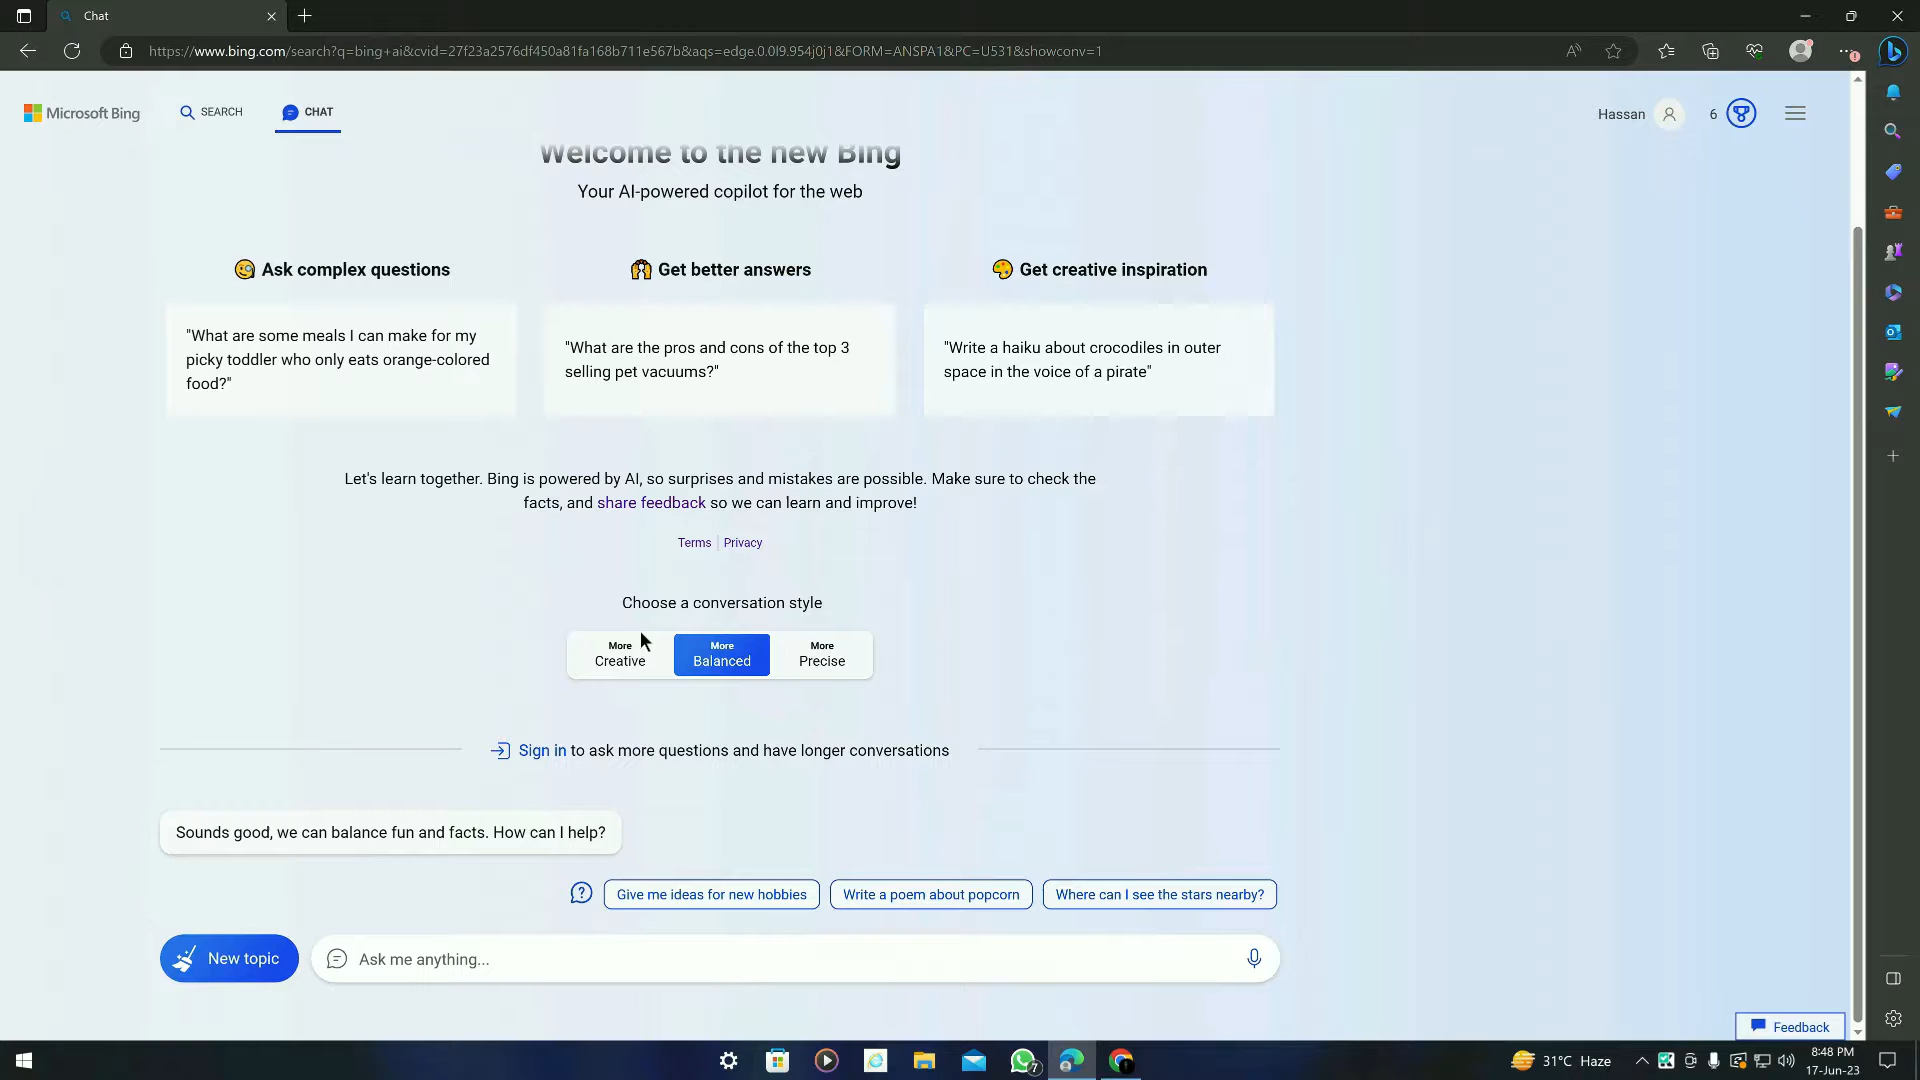 Chat
https://www.bing.com/search?q=bing+ai&cvid=27f23a2576df450a81fa168b711e567b&aqs=edge.0.0l9.954j0j1&FORM=ANSPA1&PC=U531&showconv=1
Microsoft Bing
SEARCH
CHAT
Hassan
6
Welcome to the new Bing
Your AI-powered copilot for the web
Ask complex questions
Get better answers
Get creative inspiration
"What are some meals I can make for my
picky toddler who only eats orange-colored
food?"
"What are the pros and cons of the top 3
selling pet vacuums?"
"Write a haiku about crocodiles in outer
space in the voice of a pirate"
Let's learn together. Bing is powered by AI, so surprises and mistakes are possible. Make sure to check the
facts, and share feedback so we can learn and improve!
Terms | Privacy
Choose a conversation style
More
Creative
More
Balanced
More
Precise
Sign in to ask more questions and have longer conversations
Sounds good, we can balance fun and facts. How can I help?
Give me ideas for new hobbies
Write a poem about popcorn
Where can I see the stars nearby?
New topic
Ask me anything...
Feedback
7
31°C Haze
8:48 PM
17-Jun-23